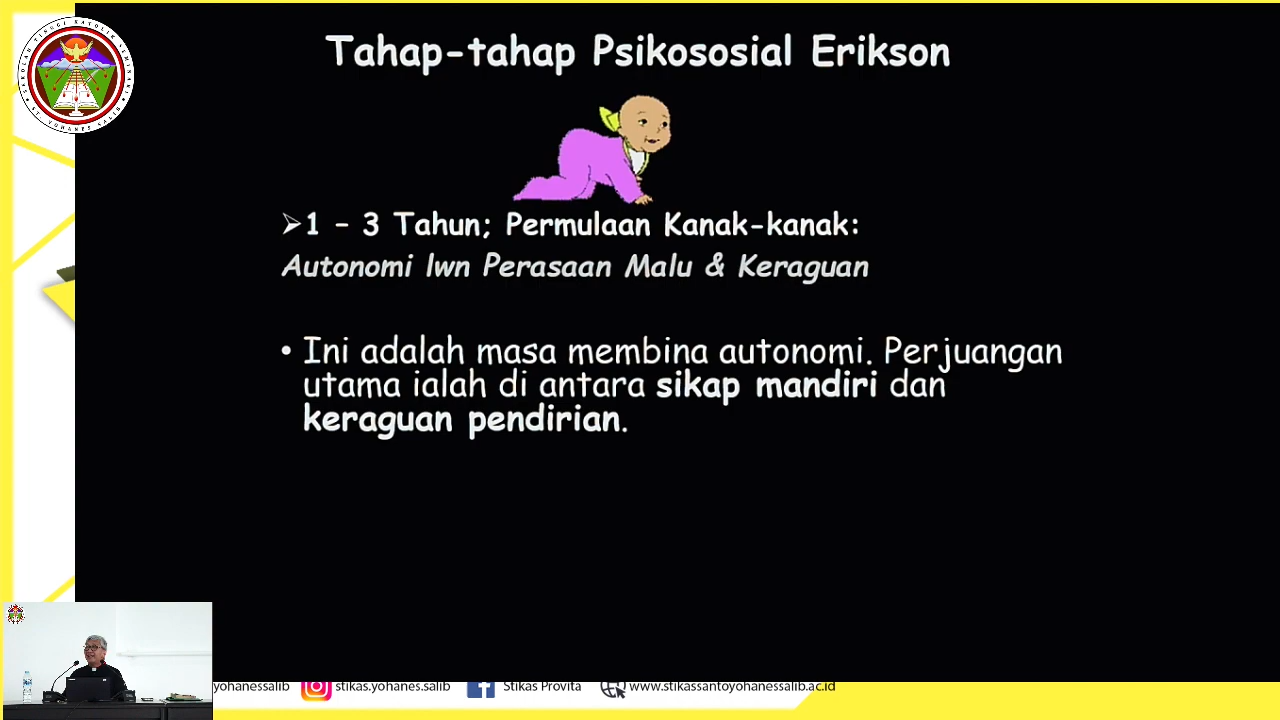 Tahap-tahap Psikososial Erikson
1 – 3 Tahun; Permulaan Kanak-kanak:
Autonomi lwn Perasaan Malu & Keraguan
• Ini adalah masa membina autonomi. Perjuangan
utama ialah di antara sikap mandiri dan
keraguan pendirian.
yohanessalib stikas.yohanes.salib Stikas Provita www.stikassantoyohanessalib.ac.id